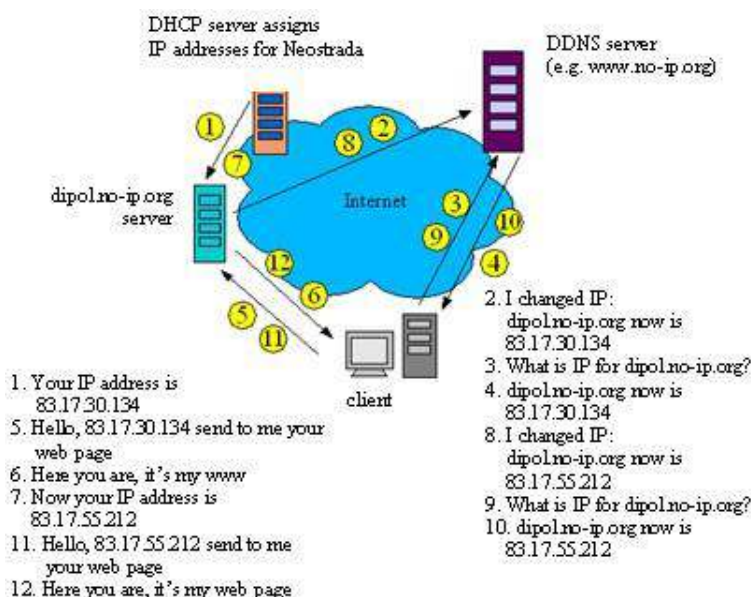 DHCP server assigns
IP addresses for Neostrada
DDNS server
(e.g. www.no-ip.org)
1
2
8
7
dipol.no-ip.org
server
Internet
3
9
10
4
12
6
5
11
client
1. Your IP address is
83.17.30.134
5. Hello, 83.17.30.134 send to me your
web page
6. Here you are, it's my www
7. Now your IP address is
83.17.55.212
11. Hello, 83.17.55.212 send to me
your web page
12. Here you are, it's my web page
2. I changed IP:
dipol.no-ip.org now is
83.17.30.134
3. What is IP for dipol.no-ip.org?
4. dipol.no-ip.org now is
83.17.30.134
8. I changed IP:
dipol.no-ip.org now is
83.17.55.212
9. What is IP for dipol.no-ip.org?
10. dipol.no-ip.org now is
83.17.55.212